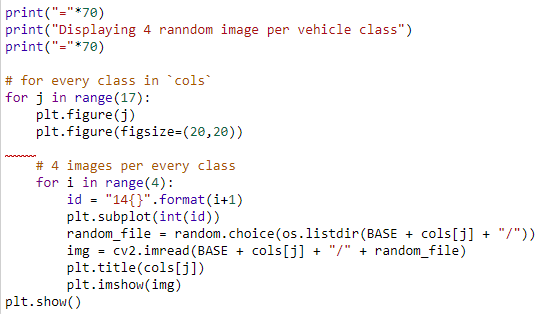 print("="*70)
print("Displaying 4 ranndom image per vehicle class")
print("="*70)

# for every class in `cols`
for j in range(17):
    plt.figure(j)
    plt.figure(figsize=(20,20))

    # 4 images per every class
    for i in range(4):
        id = "14{}".format(i+1)
        plt.subplot(int(id))
        random_file = random.choice(os.listdir(BASE + cols[j] + "/"))
        img = cv2.imread(BASE + cols[j] + "/" + random_file)
        plt.title(cols[j])
        plt.imshow(img)
plt.show()